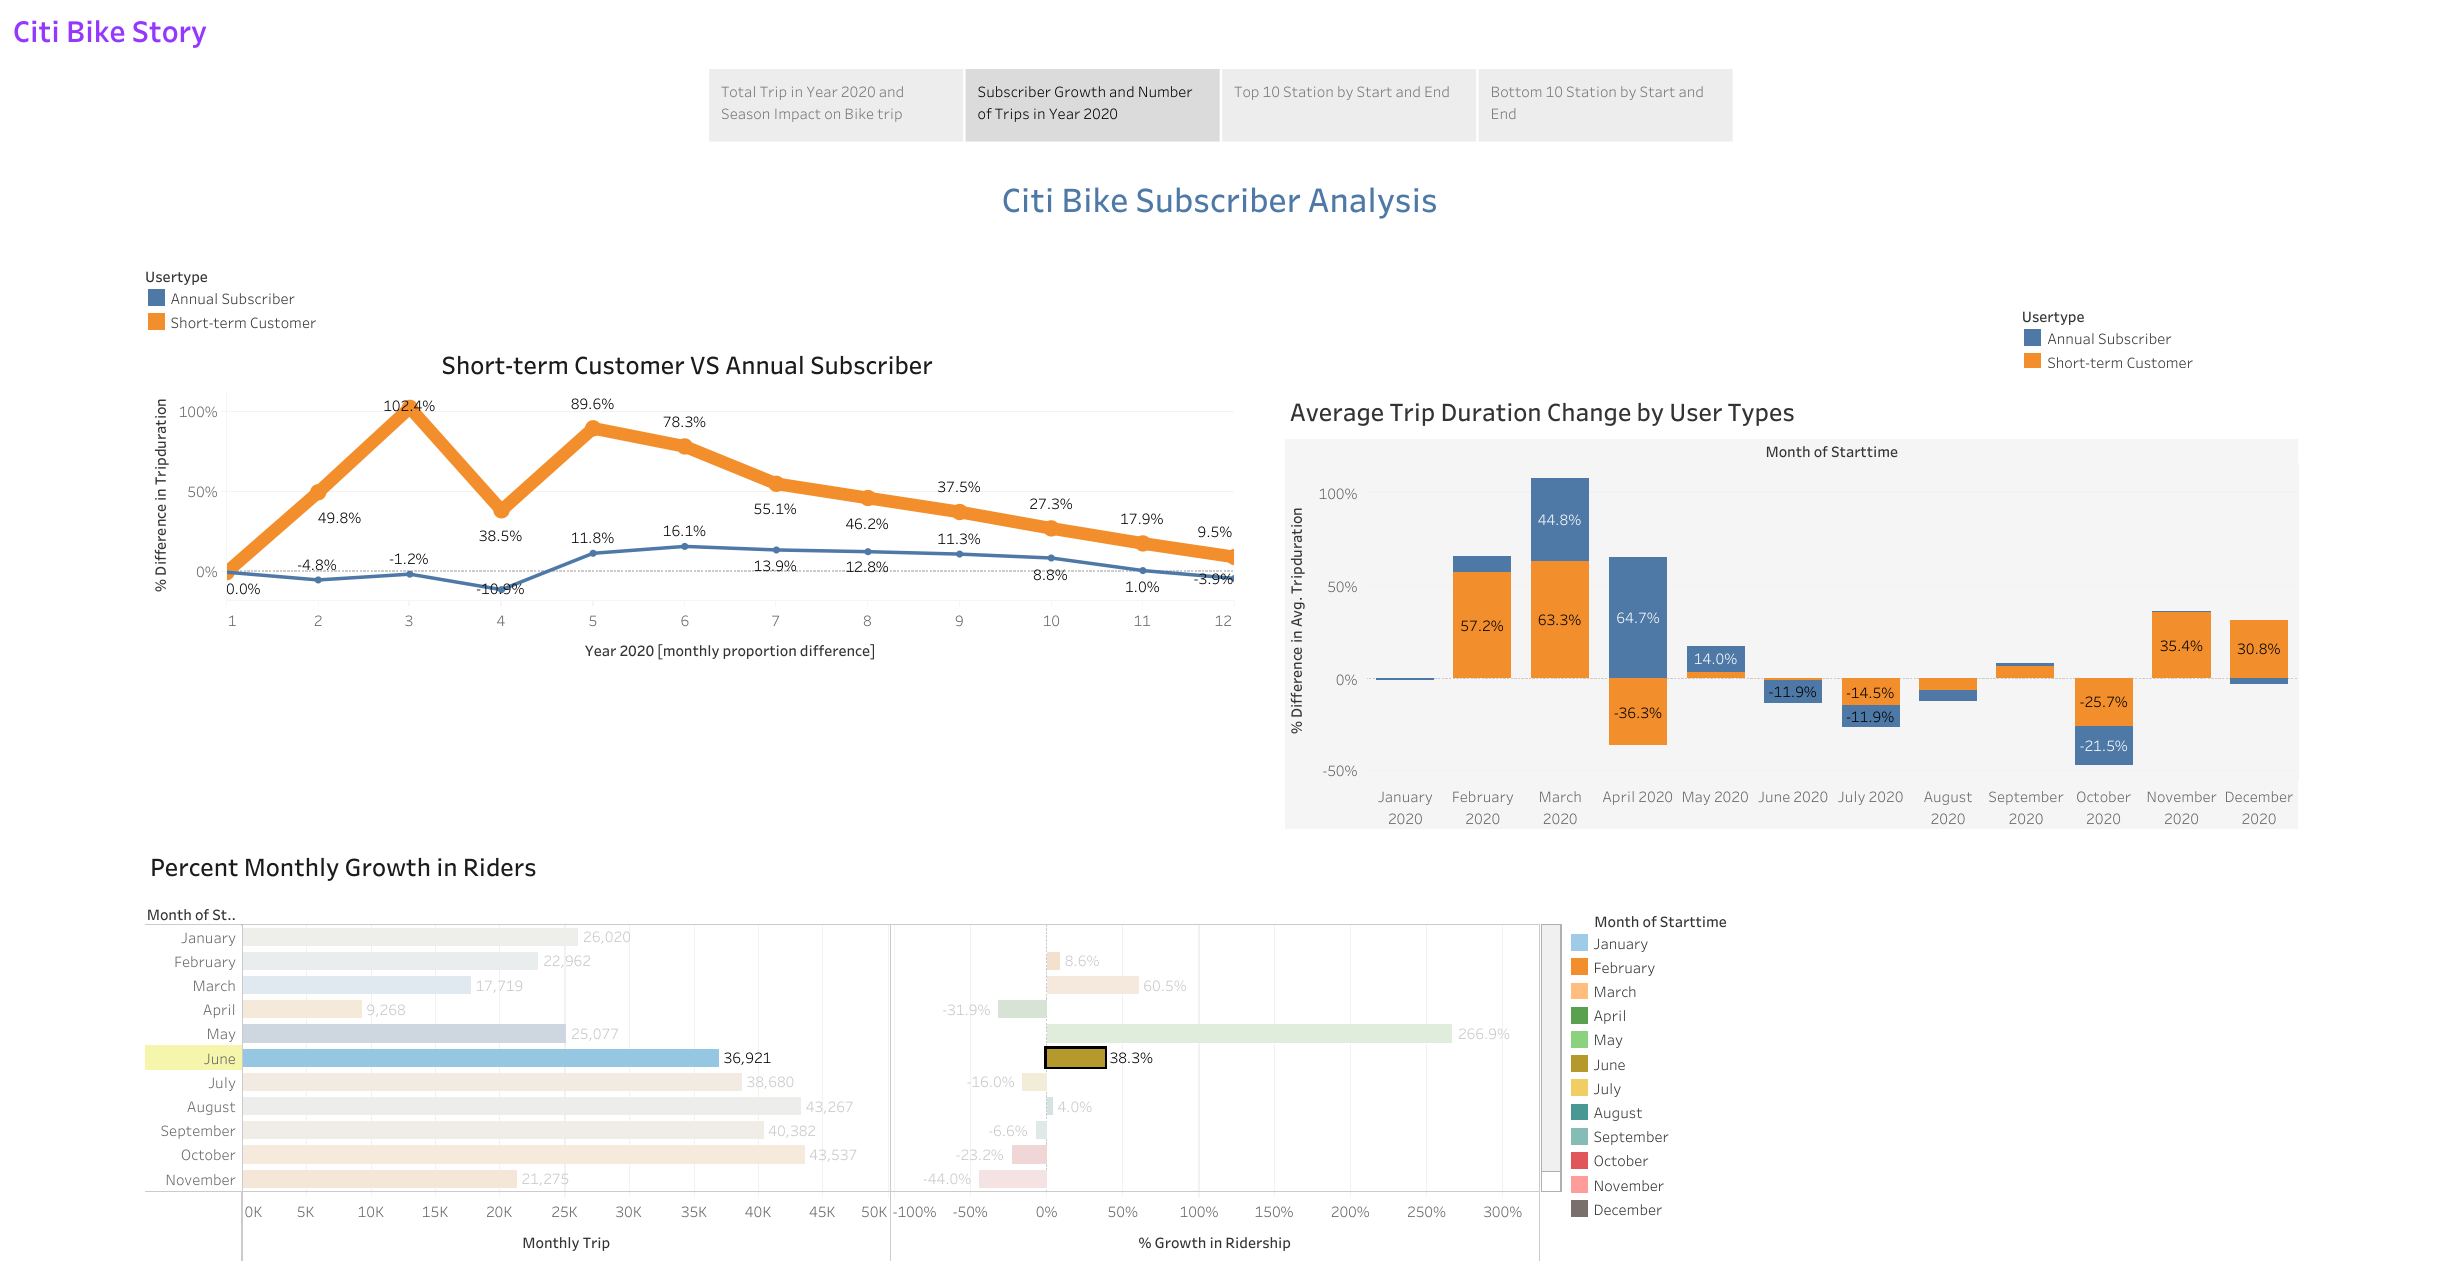 Citi Bike Story
Total Trip in Year 2020 and
Season Impact on Bike trip
Subscriber Growth and Number
of Trips in Year 2020
Top 10 Station by Start and End
Bottom 10 Station by Start and
End
Citi Bike Subscriber Analysis
Usertype
Annual Subscriber
Short-term Customer
Short-term Customer VS Annual Subscriber
% Difference in Tripduration
100%
50%
0%
102.4%
89.6%
78.3%
49.8%
38.5%
55.1%
46.2%
37.5%
27.3%
17.9%
9.5%
0.0%
-4.8%
-1.2%
-10.9%
11.8%
16.1%
13.9%
12.8%
11.3%
8.8%
1.0%
-3.9%
1 2 3 4 5 6 7 8 9 10 11 12
Year 2020 [monthly proportion difference]
Usertype
Annual Subscriber
Short-term Customer
Average Trip Duration Change by User Types
Month of Starttime
% Difference in Avg. Tripduration
100%
50%
0%
-50%
57.2%
44.8%
63.3%
64.7%
-36.3%
14.0%
-11.9%
-14.5%
-11.9%
-25.7%
-21.5%
35.4%
30.8%
January
2020
February
2020
March
2020
April 2020
May 2020
June 2020
July 2020
August
2020
September
2020
October
2020
November
2020
December
2020
Percent Monthly Growth in Riders
Month of St..
January 26,020
February 22,962 8.6%
March 17,719 60.5%
April 9,268 -31.9%
May 25,077 266.9%
June 36,921 38.3%
July 38,680 -16.0%
August 43,267 4.0%
September 40,382 -6.6%
October 43,537 -23.2%
November 21,275 -44.0%
0K 5K 10K 15K 20K 25K 30K 35K 40K 45K 50K
-100% -50% 0% 50% 100% 150% 200% 250% 300%
Monthly Trip
% Growth in Ridership
Month of Starttime
January
February
March
April
May
June
July
August
September
October
November
December